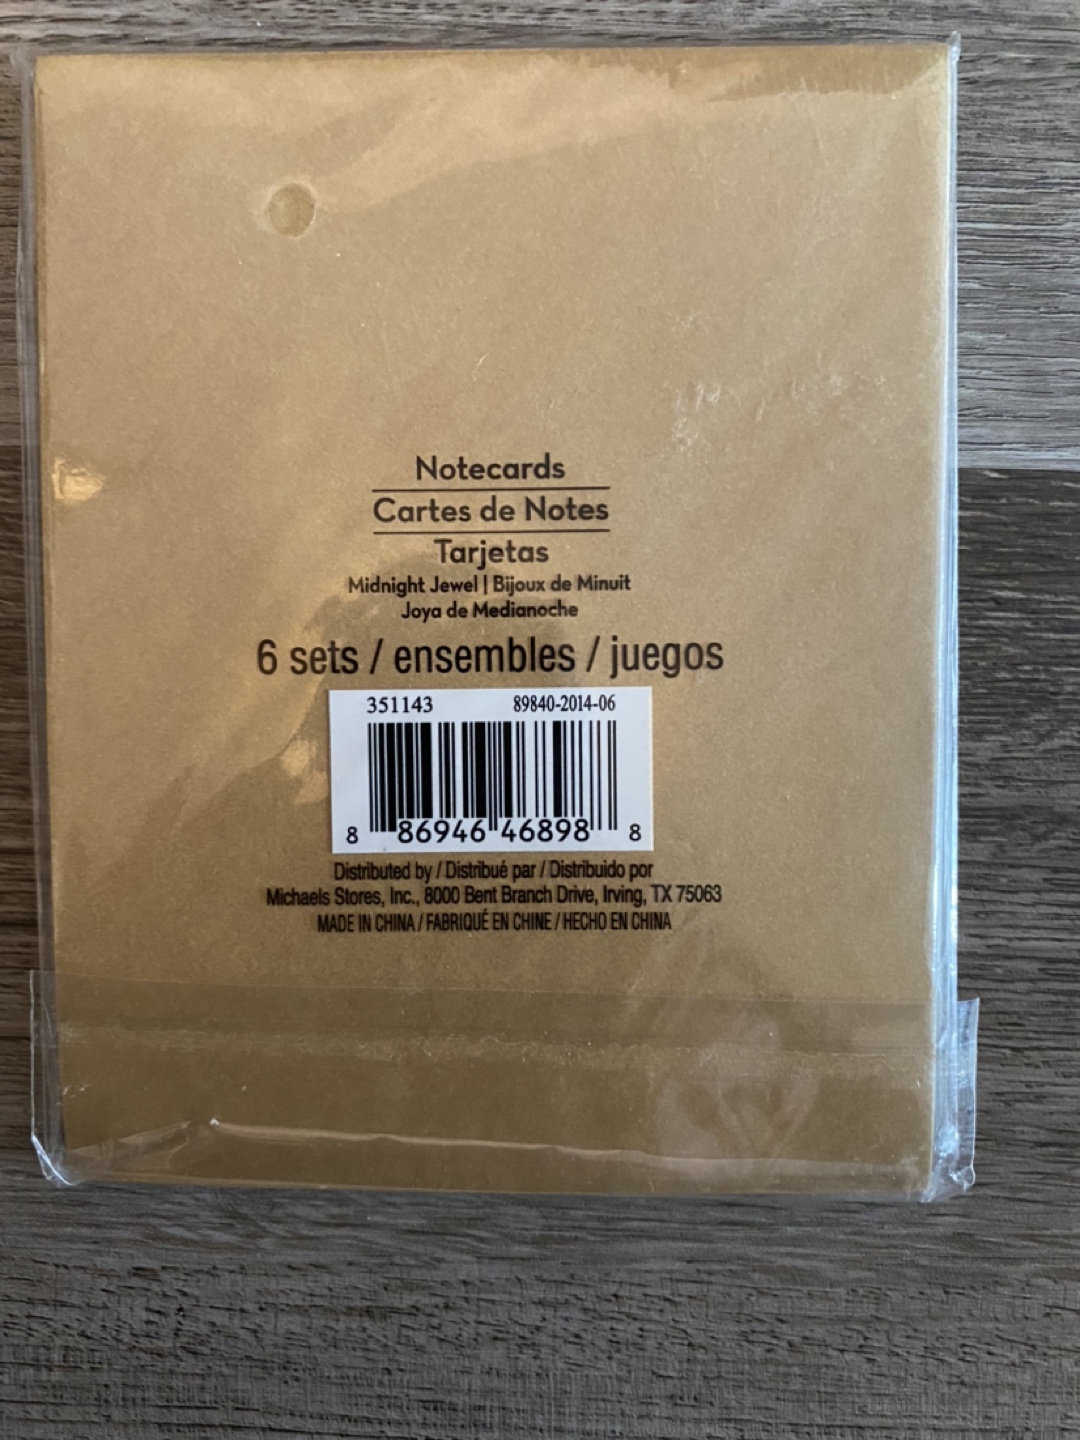 Notecards
Cartes de Notes
Tarjetas
Midnight Jewel | Bijoux de Minuit
Joya de Medianoche
6 sets / ensembles / juegos
351143 89840-2014-06
8 86946 46898 8
Distributed by / Distribué par / Distribuido por
Michaels Stores, Inc., 8000 Bent Branch Drive, Irving, TX 75063
MADE IN CHINA / FABRIQUÉ EN CHINE / HECHO EN CHINA